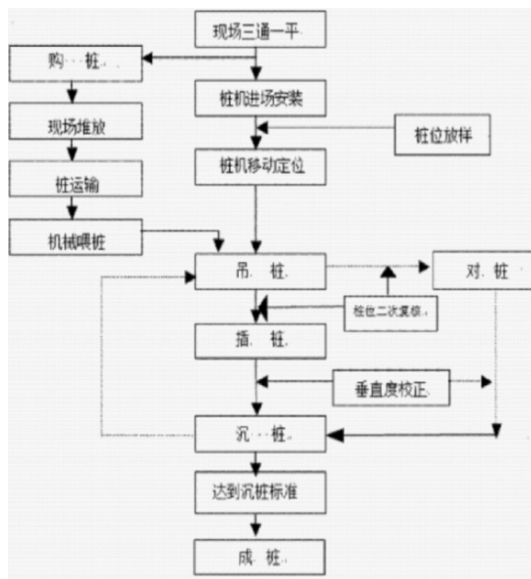 现场三通一平
购…桩
桩机进场安装
现场堆放
桩位放样
桩运输
桩机移动定位
机械喂桩
吊桩
对桩
桩位二次复核
插桩
垂直度校正
沉…桩
达到沉桩标准
成桩